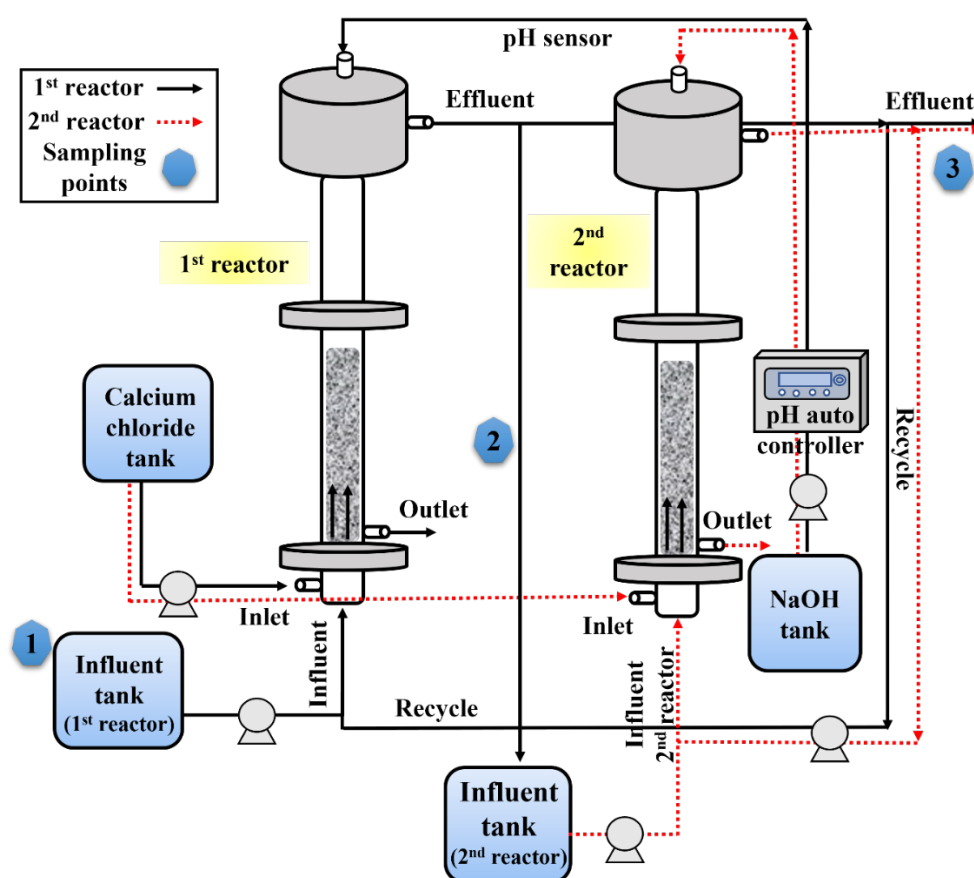 pH sensor
1st reactor
2nd reactor
Sampling
points
Effluent
Effluent
3
1st reactor
2nd
reactor
Calcium
chloride
tank
2
pH auto
controller
Recycle
Outlet
Outlet
Inlet
Inlet
NaOH
tank
1
Influent
tank
(1st reactor)
Influent
Recycle
Influent
2nd reactor
Influent
tank
(2nd reactor)